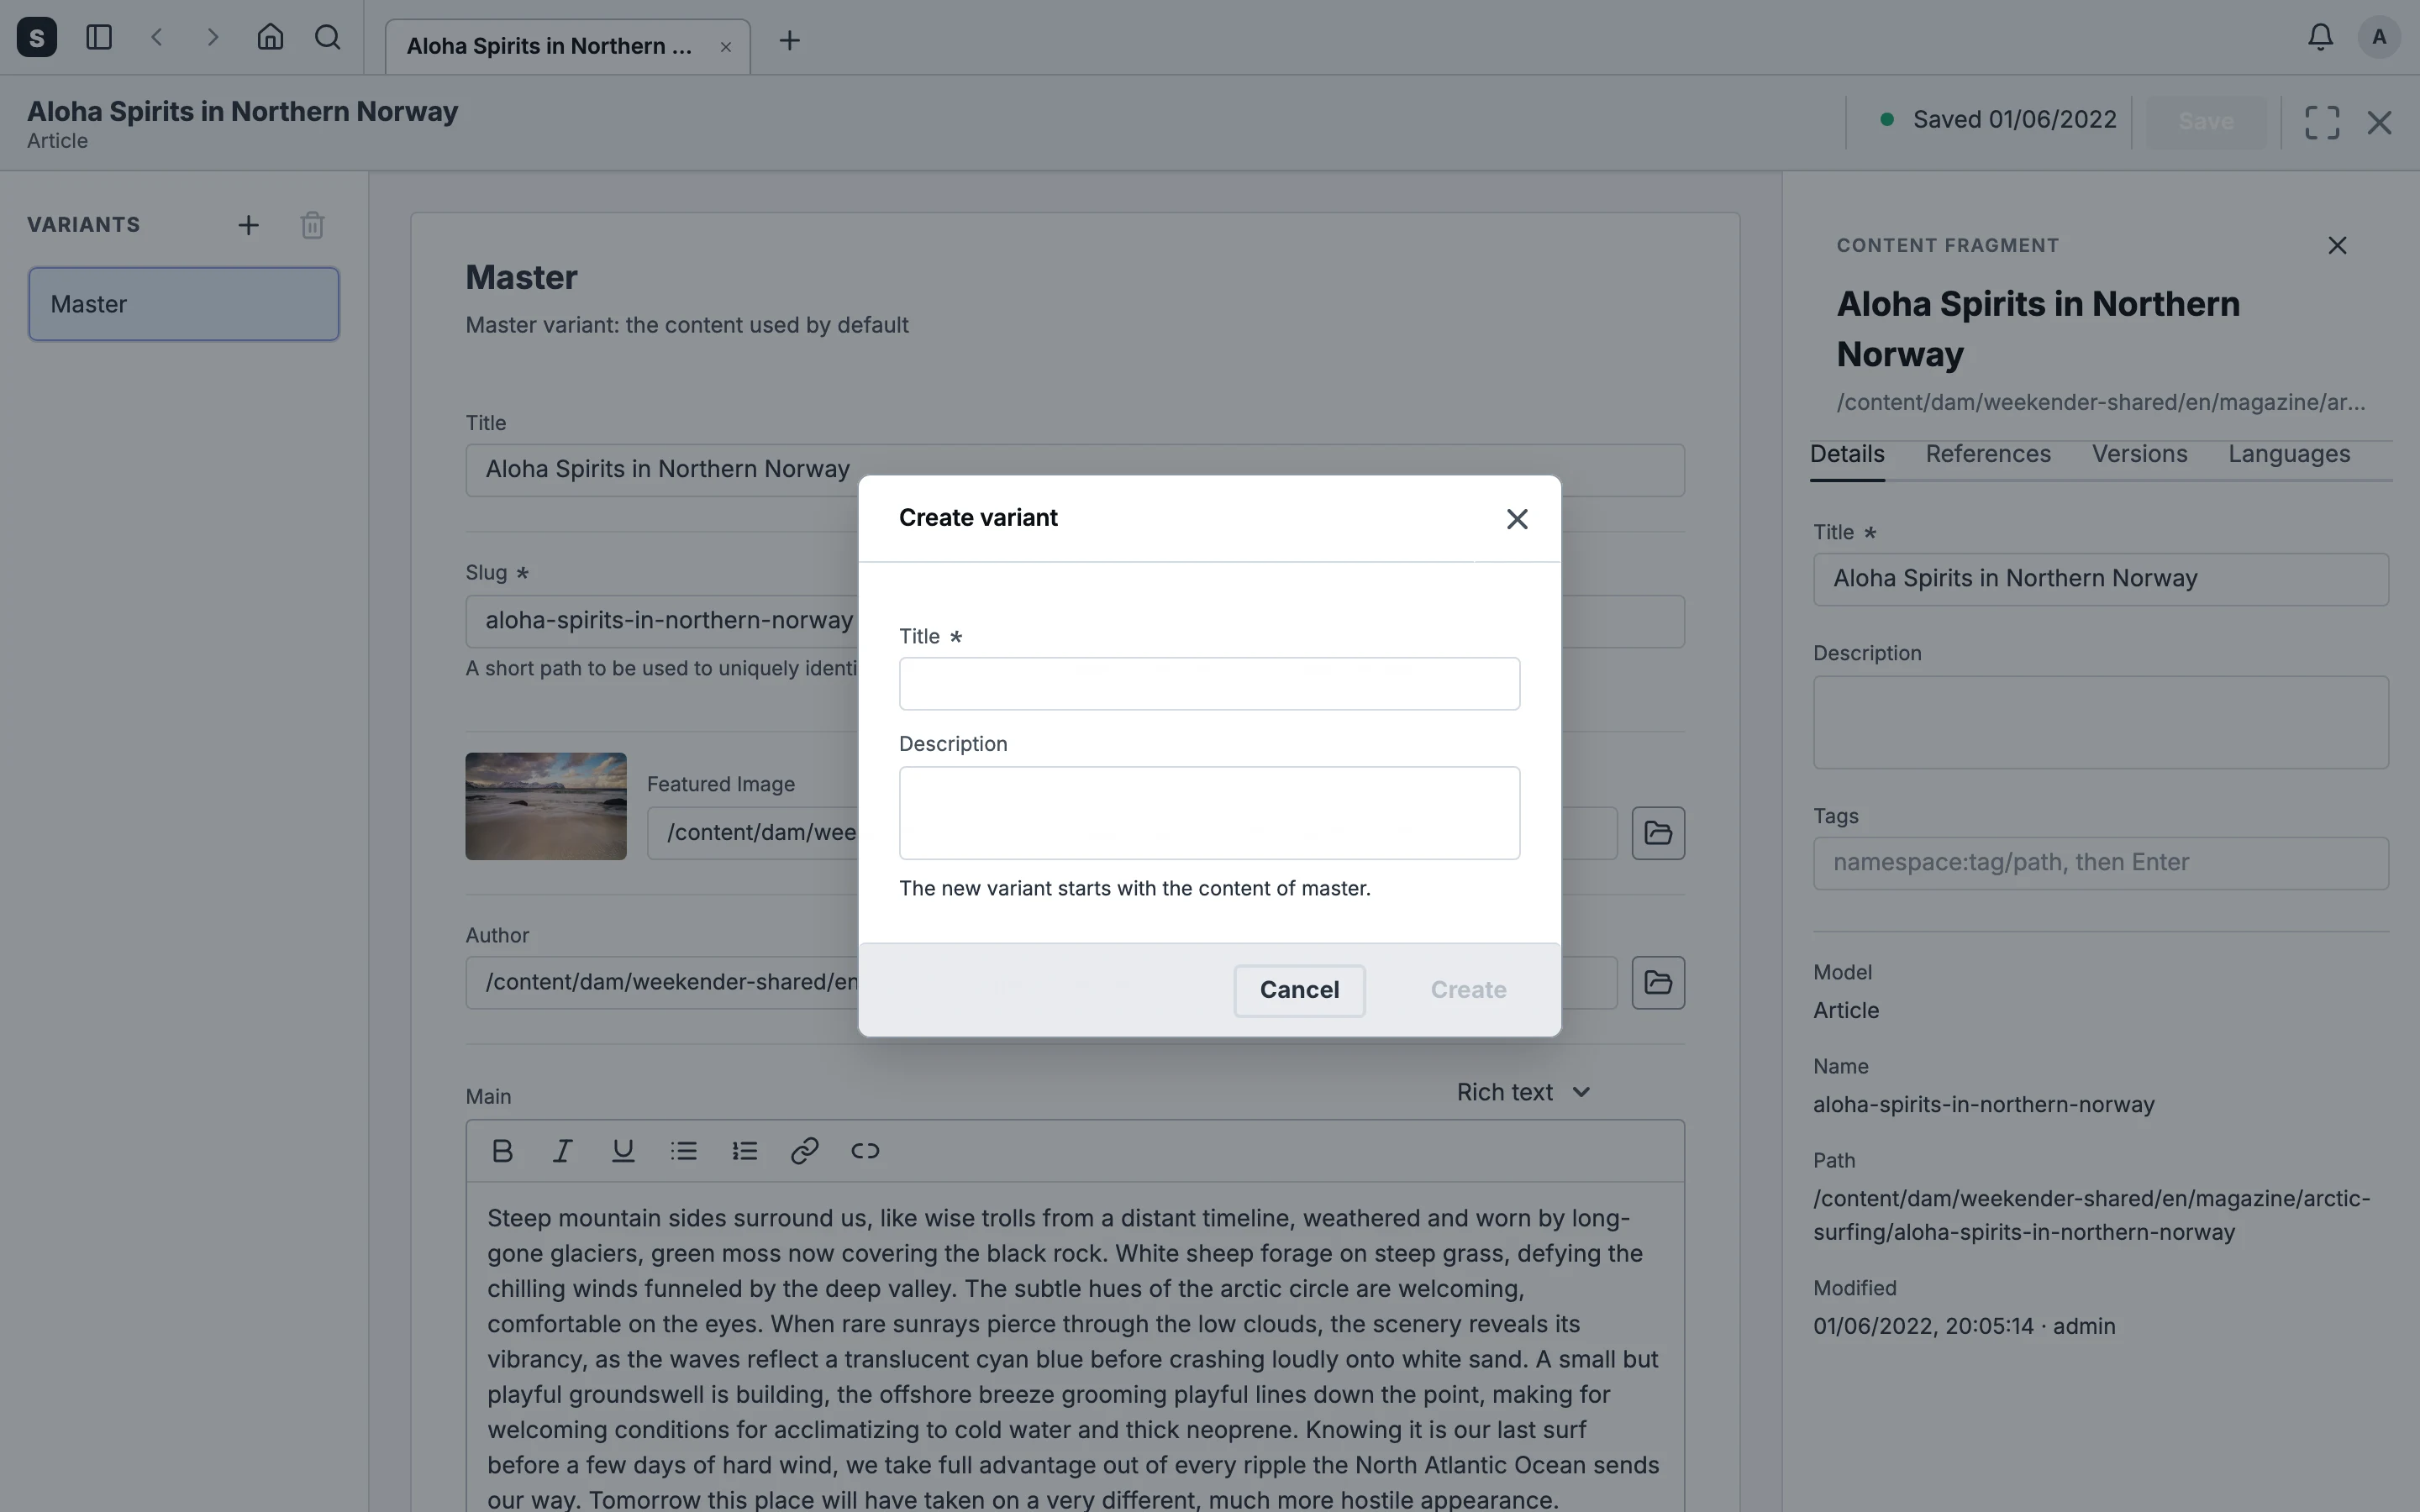 S
Aloha Spirits in Northern ...
A
Aloha Spirits in Northern Norway
Article
Saved 01/06/2022
Save
VARIANTS
Master
Master
Master variant: the content used by default
Title
Aloha Spirits in Northern Norway
Slug *
aloha-spirits-in-northern-norway
A short path to be used to uniquely identi
Featured Image
/content/dam/wee
Author
/content/dam/weekender-shared/en
Main
Rich text
Steep mountain sides surround us, like wise trolls from a distant timeline, weathered and worn by long-
gone glaciers, green moss now covering the black rock. White sheep forage on steep grass, defying the
chilling winds funneled by the deep valley. The subtle hues of the arctic circle are welcoming,
comfortable on the eyes. When rare sunrays pierce through the low clouds, the scenery reveals its
vibrancy, as the waves reflect a translucent cyan blue before crashing loudly onto white sand. A small but
playful groundswell is building, the offshore breeze grooming playful lines down the point, making for
welcoming conditions for acclimatizing to cold water and thick neoprene. Knowing it is our last surf
before a few days of hard wind, we take full advantage out of every ripple the North Atlantic Ocean sends
our way. Tomorrow this place will have taken on a very different, much more hostile appearance.
Create variant
Title *
Description
The new variant starts with the content of master.
Cancel
Create
CONTENT FRAGMENT
Aloha Spirits in Northern
Norway
/content/dam/weekender-shared/en/magazine/ar...
Details
References
Versions
Languages
Title *
Aloha Spirits in Northern Norway
Description
Tags
namespace:tag/path, then Enter
Model
Article
Name
aloha-spirits-in-northern-norway
Path
/content/dam/weekender-shared/en/magazine/arctic-
surfing/aloha-spirits-in-northern-norway
Modified
01/06/2022, 20:05:14 · admin